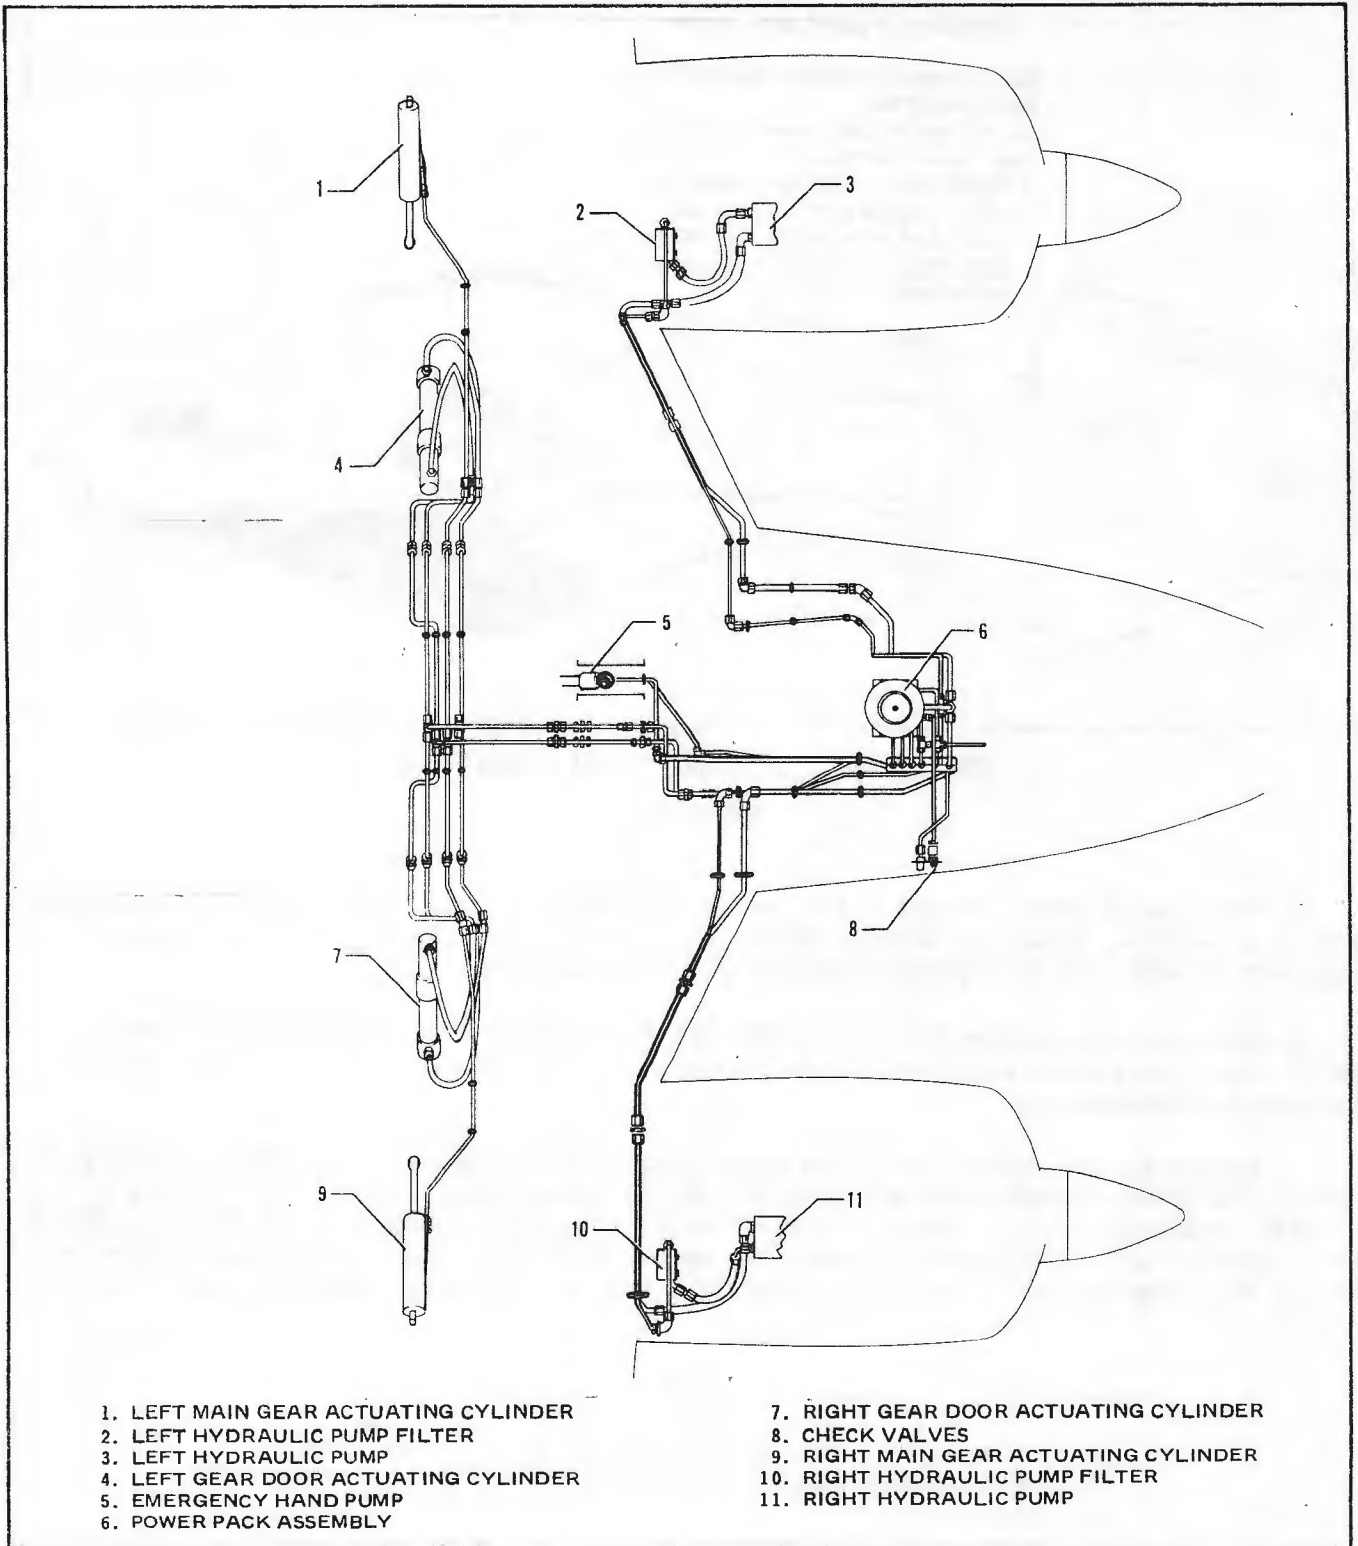 1
2
3
4
5
6
7
8
9
10
11
1. LEFT MAIN GEAR ACTUATING CYLINDER
2. LEFT HYDRAULIC PUMP FILTER
3. LEFT HYDRAULIC PUMP
4. LEFT GEAR DOOR ACTUATING CYLINDER
5. EMERGENCY HAND PUMP
6. POWER PACK ASSEMBLY
7. RIGHT GEAR DOOR ACTUATING CYLINDER
8. CHECK VALVES
9. RIGHT MAIN GEAR ACTUATING CYLINDER
10. RIGHT HYDRAULIC PUMP FILTER
11. RIGHT HYDRAULIC PUMP